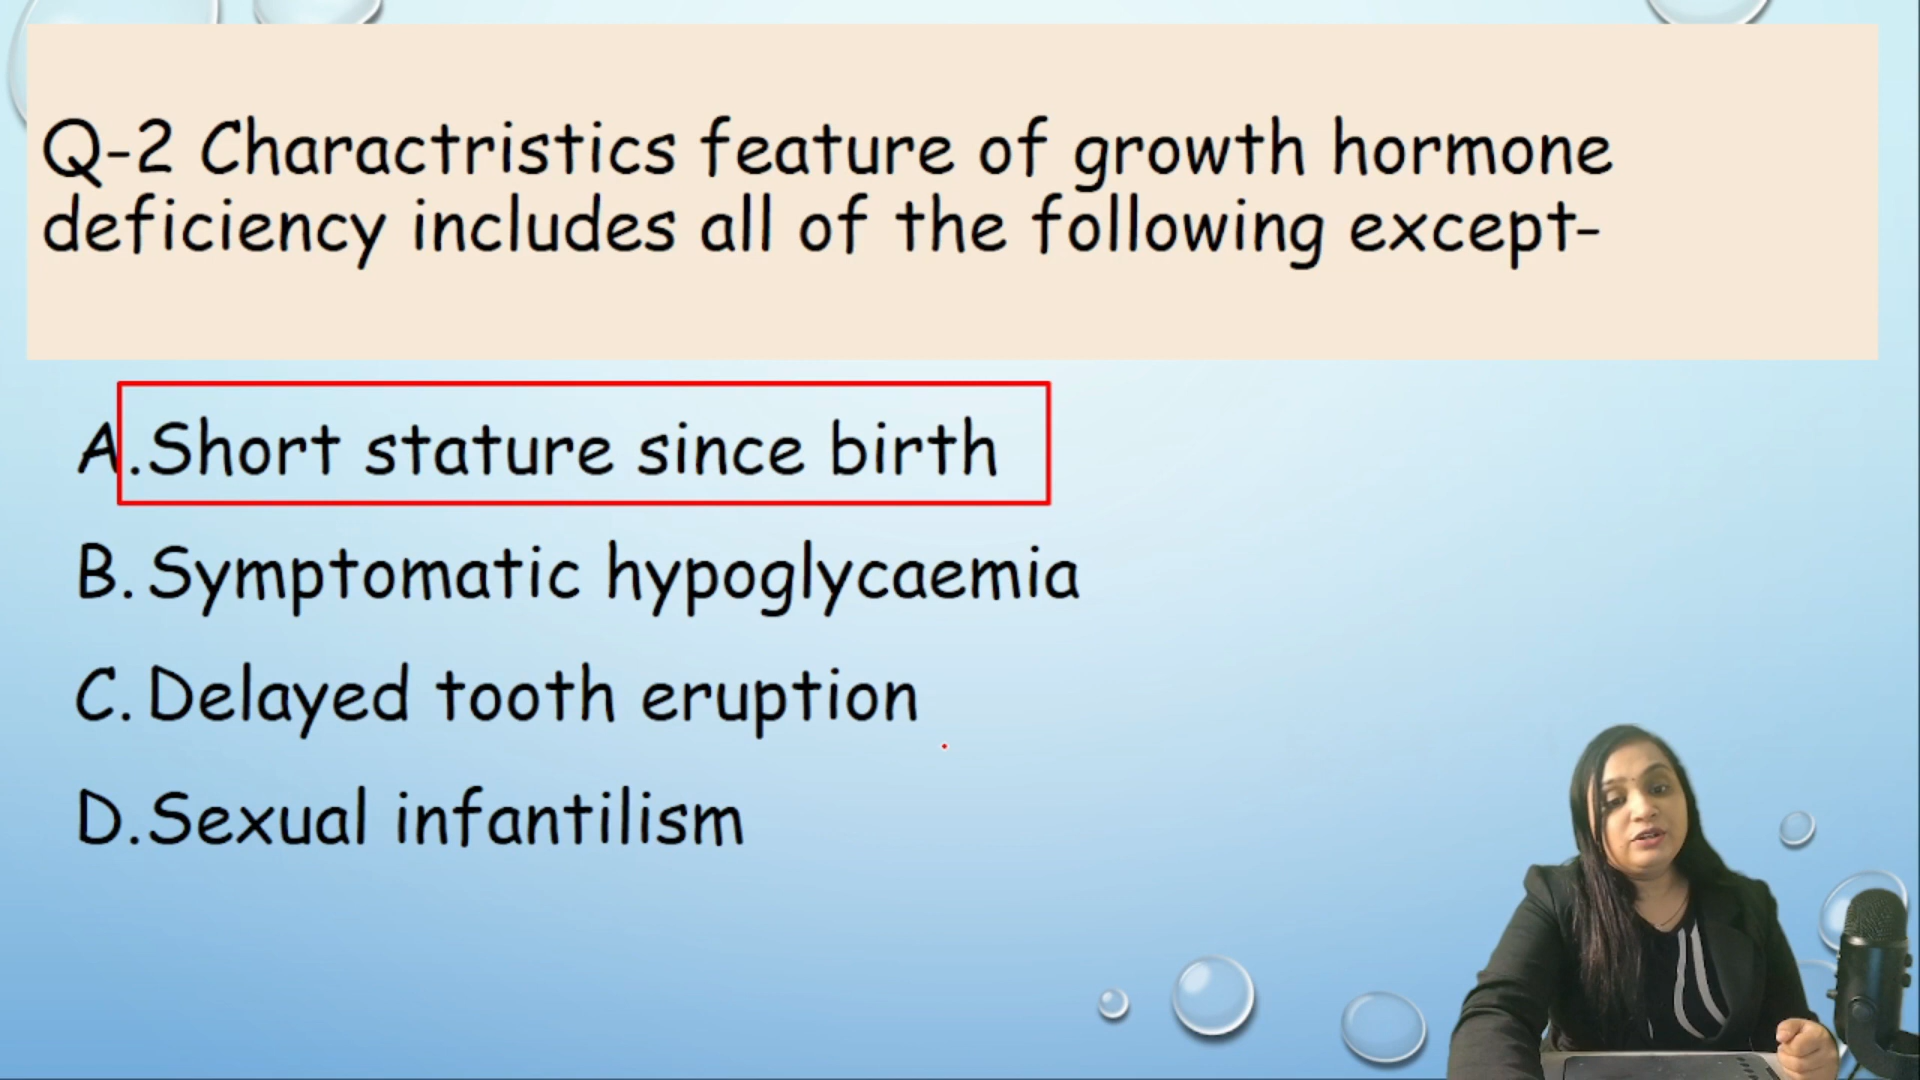 Q-2 Charactristics feature of growth hormone
deficiency includes all of the following except-
A. Short stature since birth
B. Symptomatic hypoglycaemia
C. Delayed tooth eruption
D. Sexual infantilism